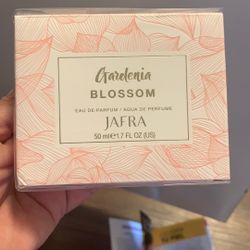 Gardenia
BLOSSOM
EAU DE PARFUM / AGUA DE PERFUME
JAFRA
50 ml ℮ 1.7 FL OZ (US)